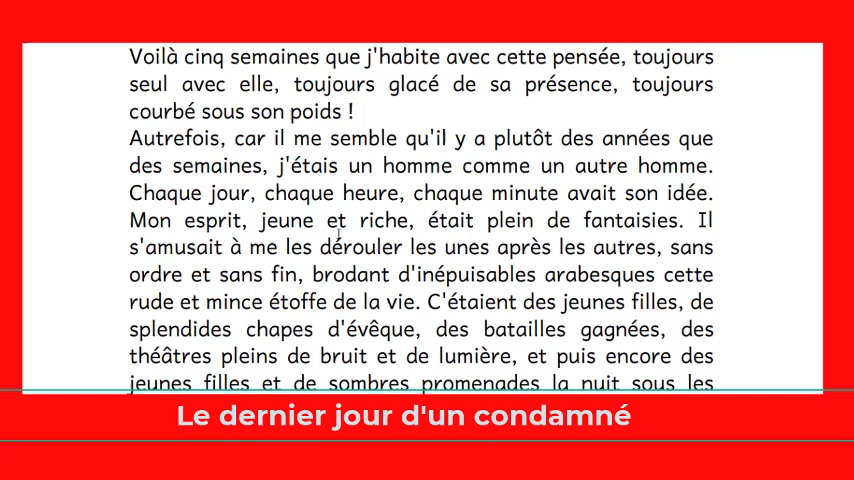 Voilà cinq semaines que j'habite avec cette pensée, toujours
seul avec elle, toujours glacé de sa présence, toujours
courbé sous son poids !
Autrefois, car il me semble qu'il y a plutôt des années que
des semaines, j'étais un homme comme un autre homme.
Chaque jour, chaque heure, chaque minute avait son idée.
Mon esprit, jeune et riche, était plein de fantaisies. Il
s'amusait à me les dérouler les unes après les autres, sans
ordre et sans fin, brodant d'inépuisables arabesques cette
rude et mince étoffe de la vie. C'étaient des jeunes filles, de
splendides chapes d'évêque, des batailles gagnées, des
théâtres pleins de bruit et de lumière, et puis encore des
jeunes filles et de sombres promenades la nuit sous les
Le dernier jour d'un condamné